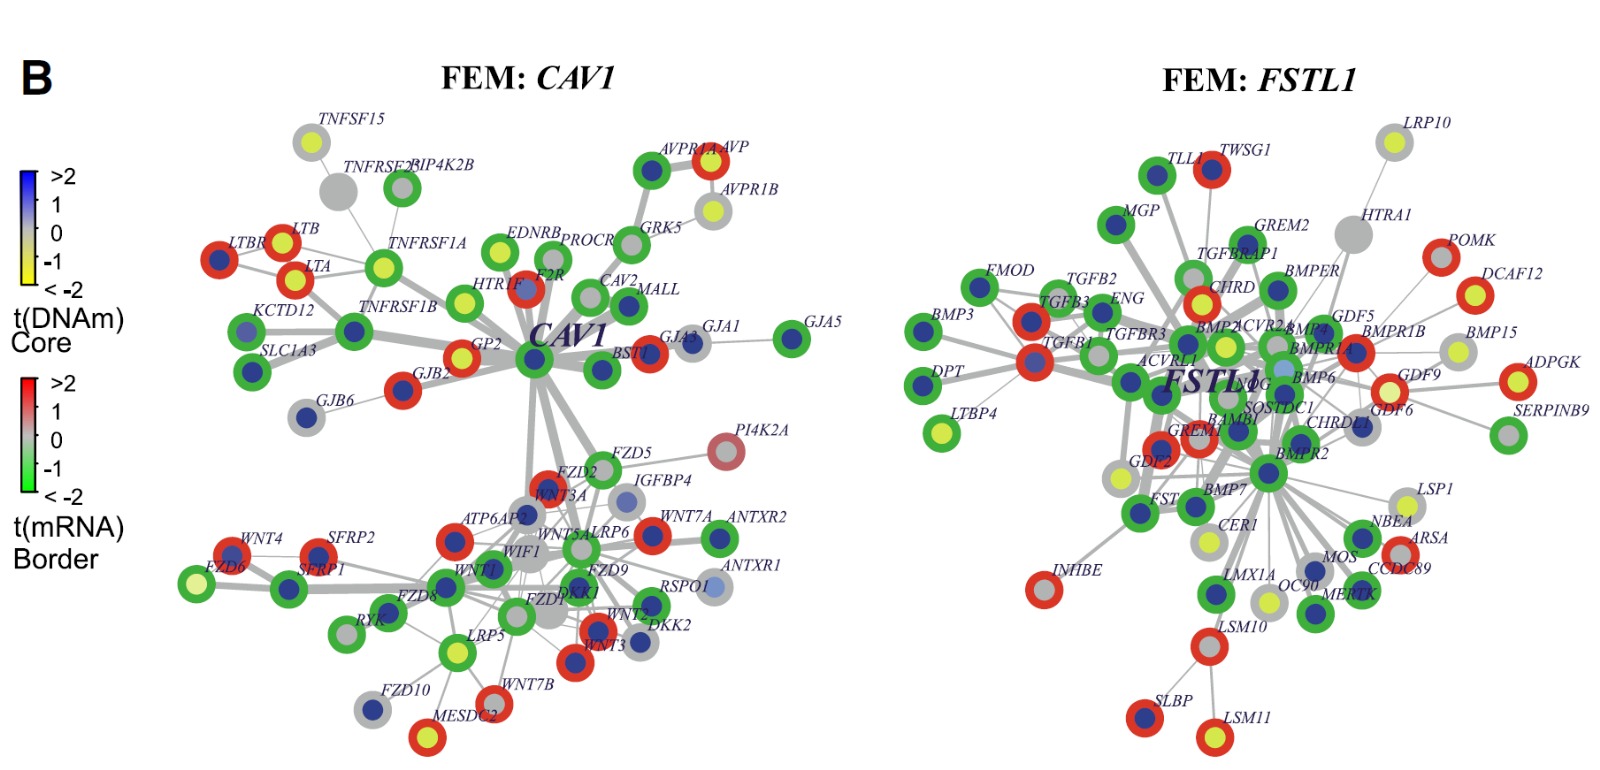 B
FEM: CAV1
FEM: FSTL1
>2
1
0
-1
< -2
t(DNAm)
Core
>2
1
0
-1
< -2
t(mRNA)
Border
TNFSF15
PIP4K2B
LTB
LTBR
LTA
TNFRSF1A
TNFRSF1B
KCTD12
SLC1A3
GJB2
GJB6
GP2
HTR1F
EDNRB
PROCR
F2R
CAV2
MALL
GRK5
AVPR1A
AVP
AVPR1B
CAV1
BST1
GJA3
GJA1
GJA5
PI4K2A
FZD5
FZD2
IGFBP4
WNT3A
ATP6AP2
WNT5A
LRP6
WNT7A
ANTXR2
WNT4
SFRP2
FZD6
SFRP1
WIF1
WNT1
FZD9
ANTXR1
RSPO1
DKK1
FZD8
FZD1
RYK
WNT2
DKK2
LRP5
WNT3
FZD10
WNT7B
MESDC2
LRP10
TLL1
TWSG1
MGP
GREM2
HTRA1
POMK
TGFBRAP1
FMOD
TGFB2
BMPER
DCAF12
CHRD
TGFB3
ENG
BMP3
TGFB1
TGFBR3
BMP2
ACVR2A
BMP4
GDF5
BMPR1B
BMP15
BMPR1A
ACVRL1
DPT
FSTL1
NOG
BMP6
GDF9
ADPGK
LTBP4
SOSTDC1
GDF6
SERPINB9
BAMBI
CHRDL1
GREM1
BMPR2
GDF2
FST
BMP7
LSP1
CER1
NBEA
ARSA
MOS
CCDC89
INHBE
LMX1A
OC90
MERTK
LSM10
SLBP
LSM11